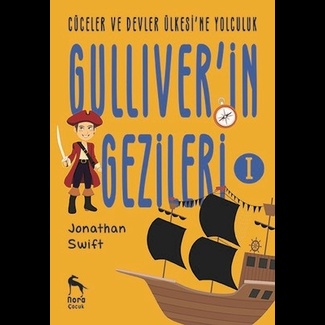 CÜCELER VE DEVLER ÜLKESİ'NE YOLCULUK
GULLIVER'İN
GEZİLERİ
I
Jonathan
Swift
Nora
Çocuk